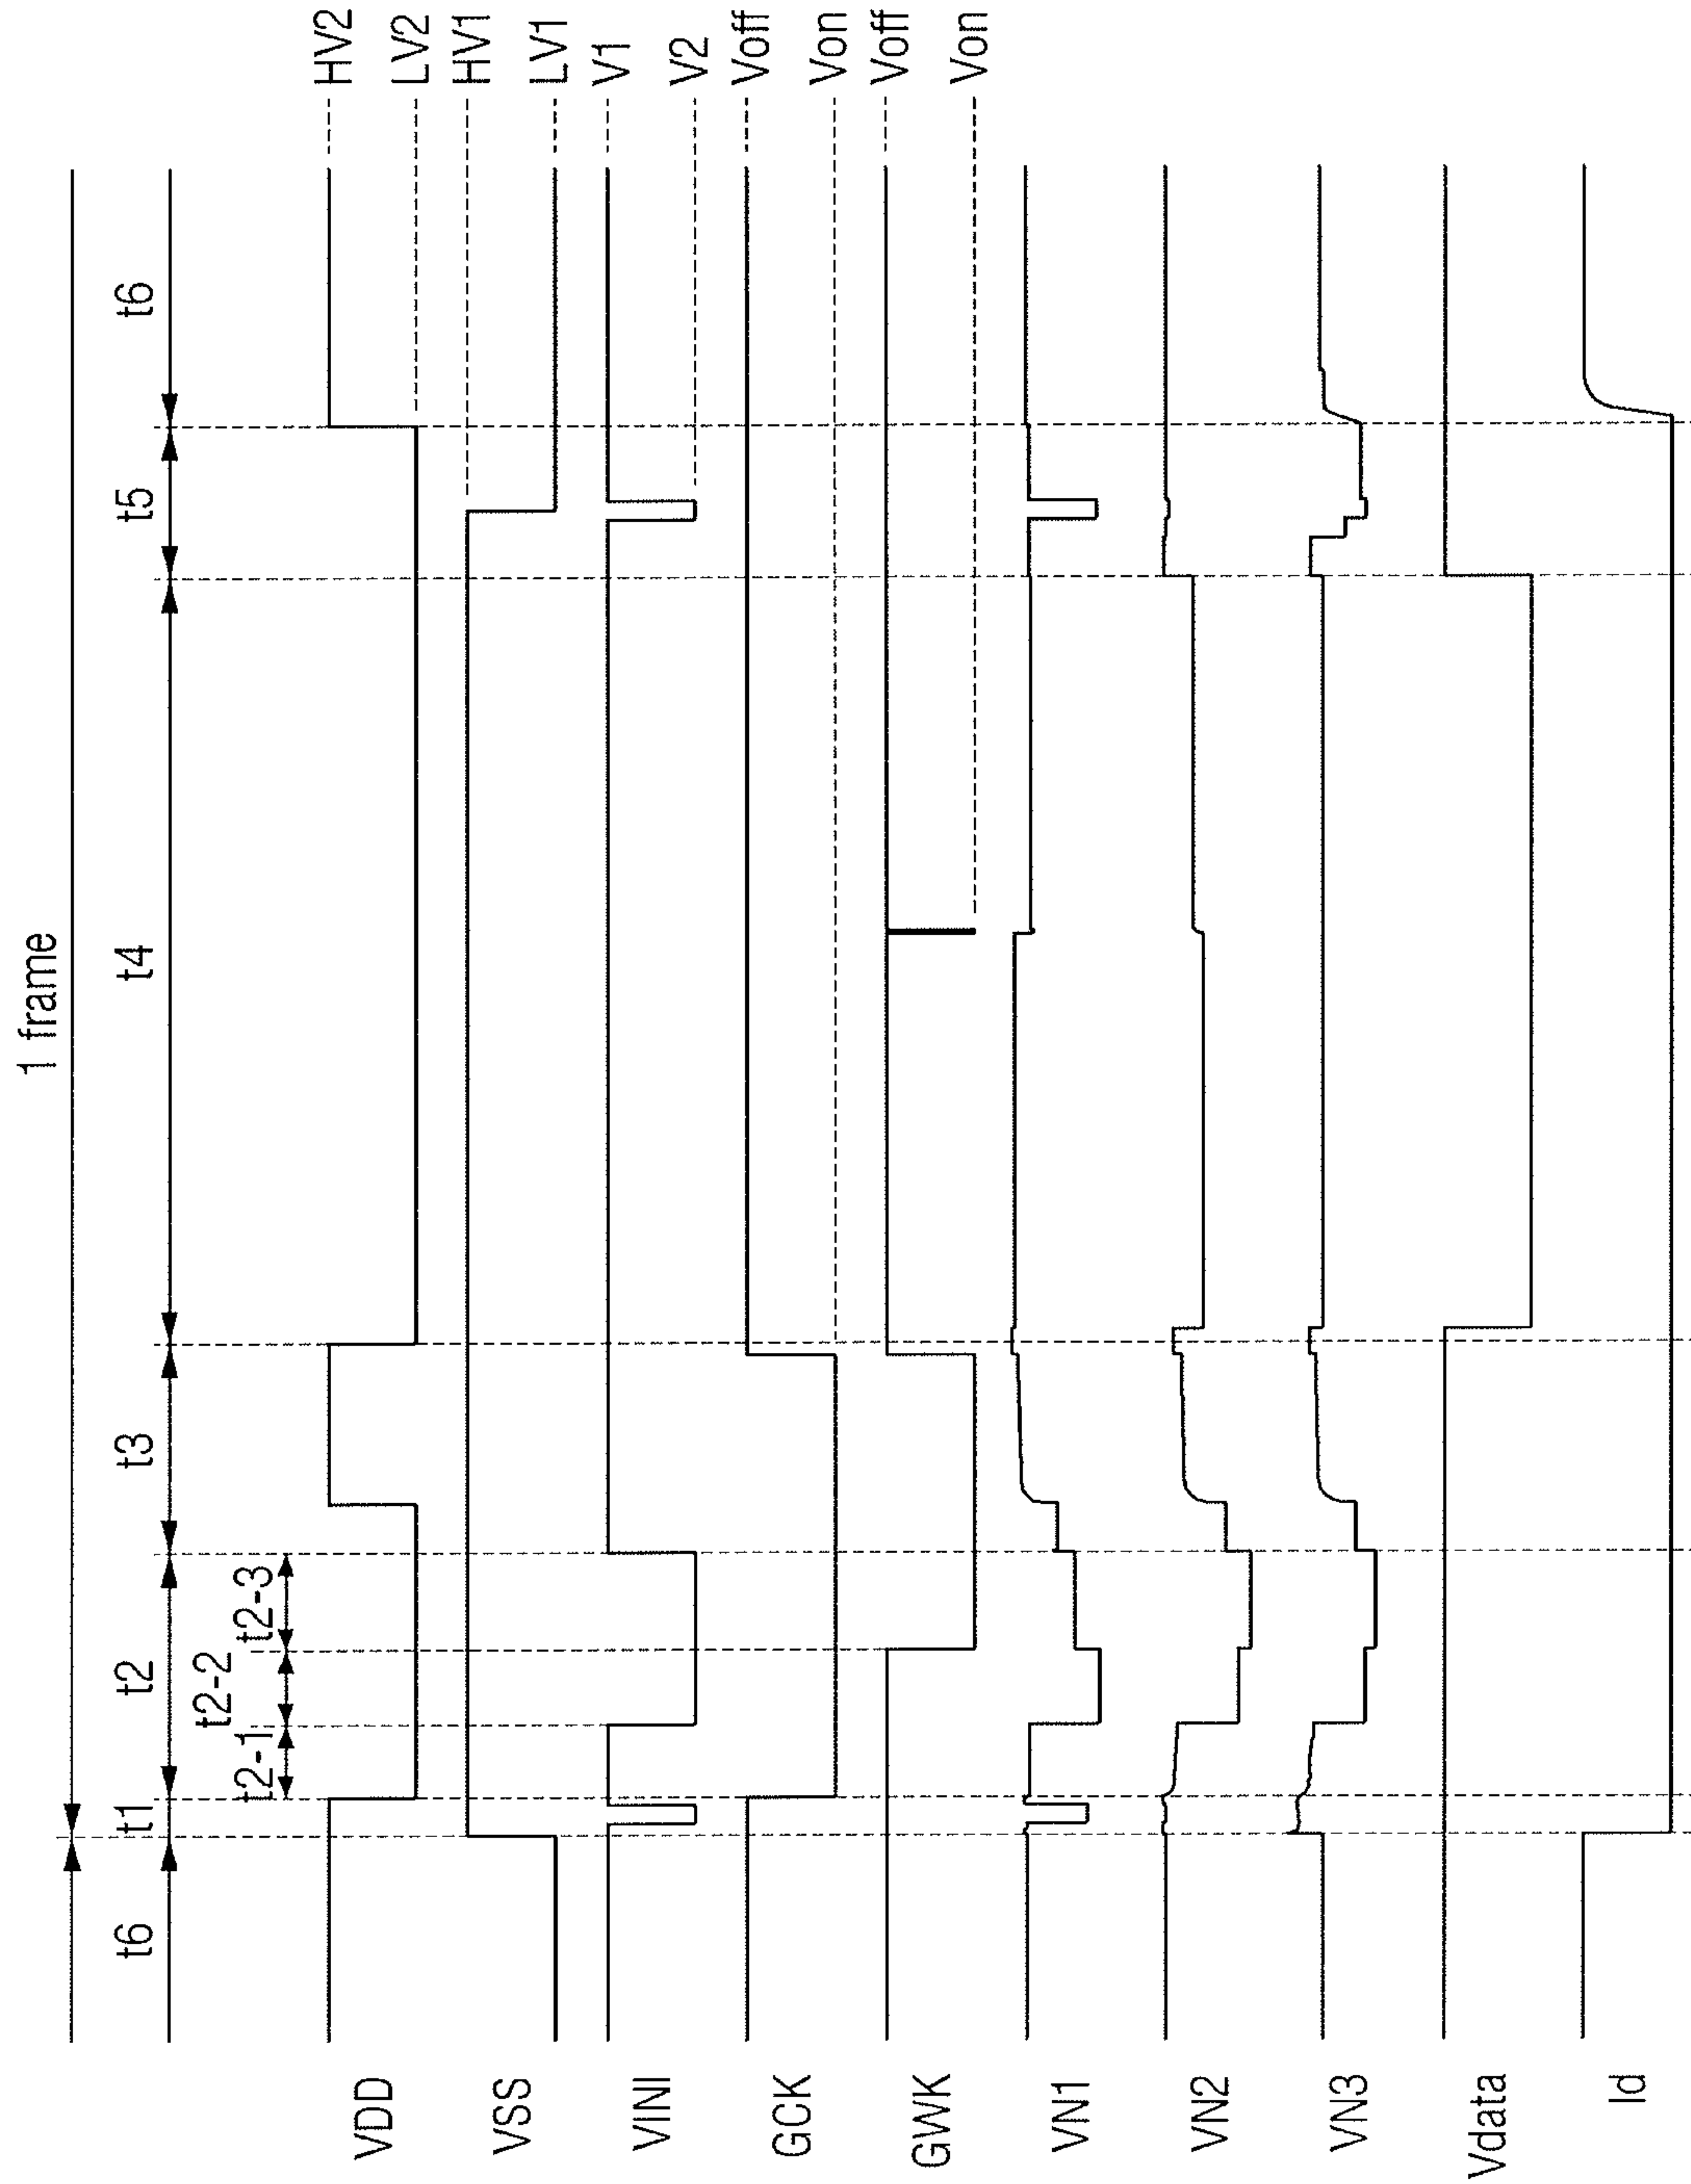 1 frame
t6
t1
t2
t3
t4
t5
t6
t2-1
t2-2
t2-3
VDD
HV2
LV2
VSS
HV1
LV1
VINI
V1
V2
GCK
Voff
Von
GWK
Voff
Von
VN1
VN2
VN3
Vdata
Id